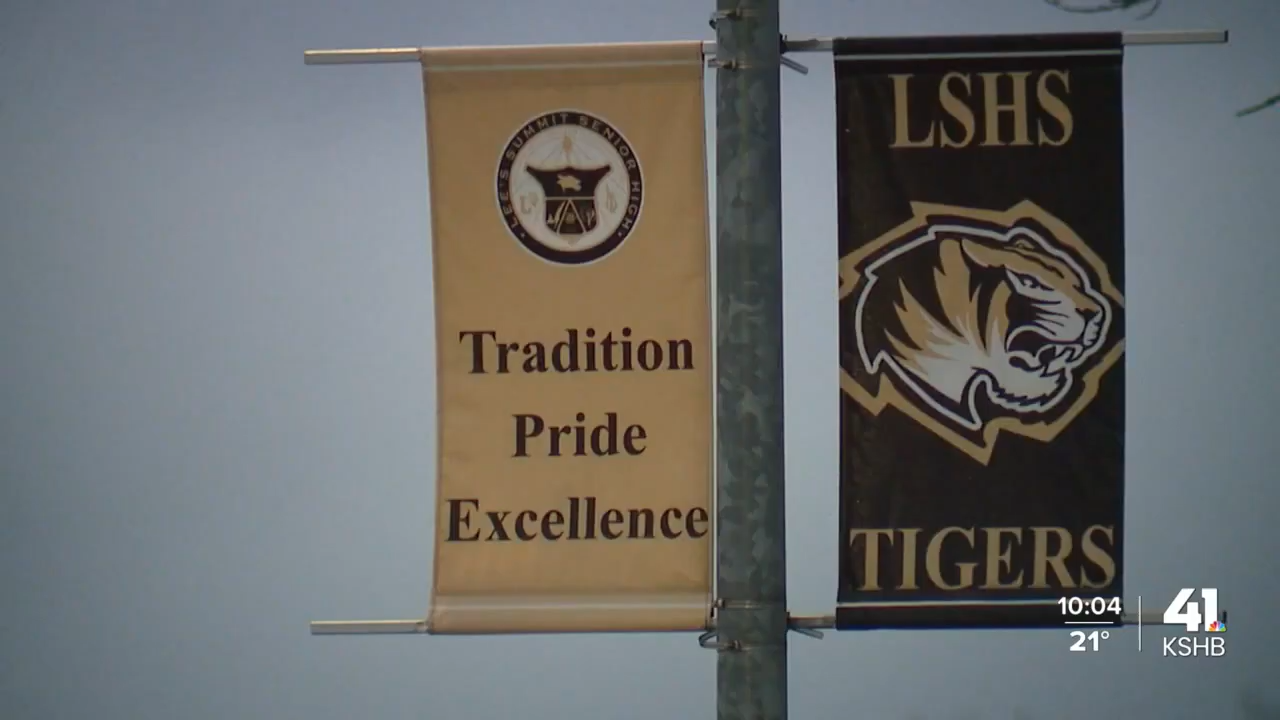 LEE'S SUMMIT SENIOR HIGH
Tradition
Pride
Excellence
LSHS
TIGERS
10:04
21°
41
KSHB